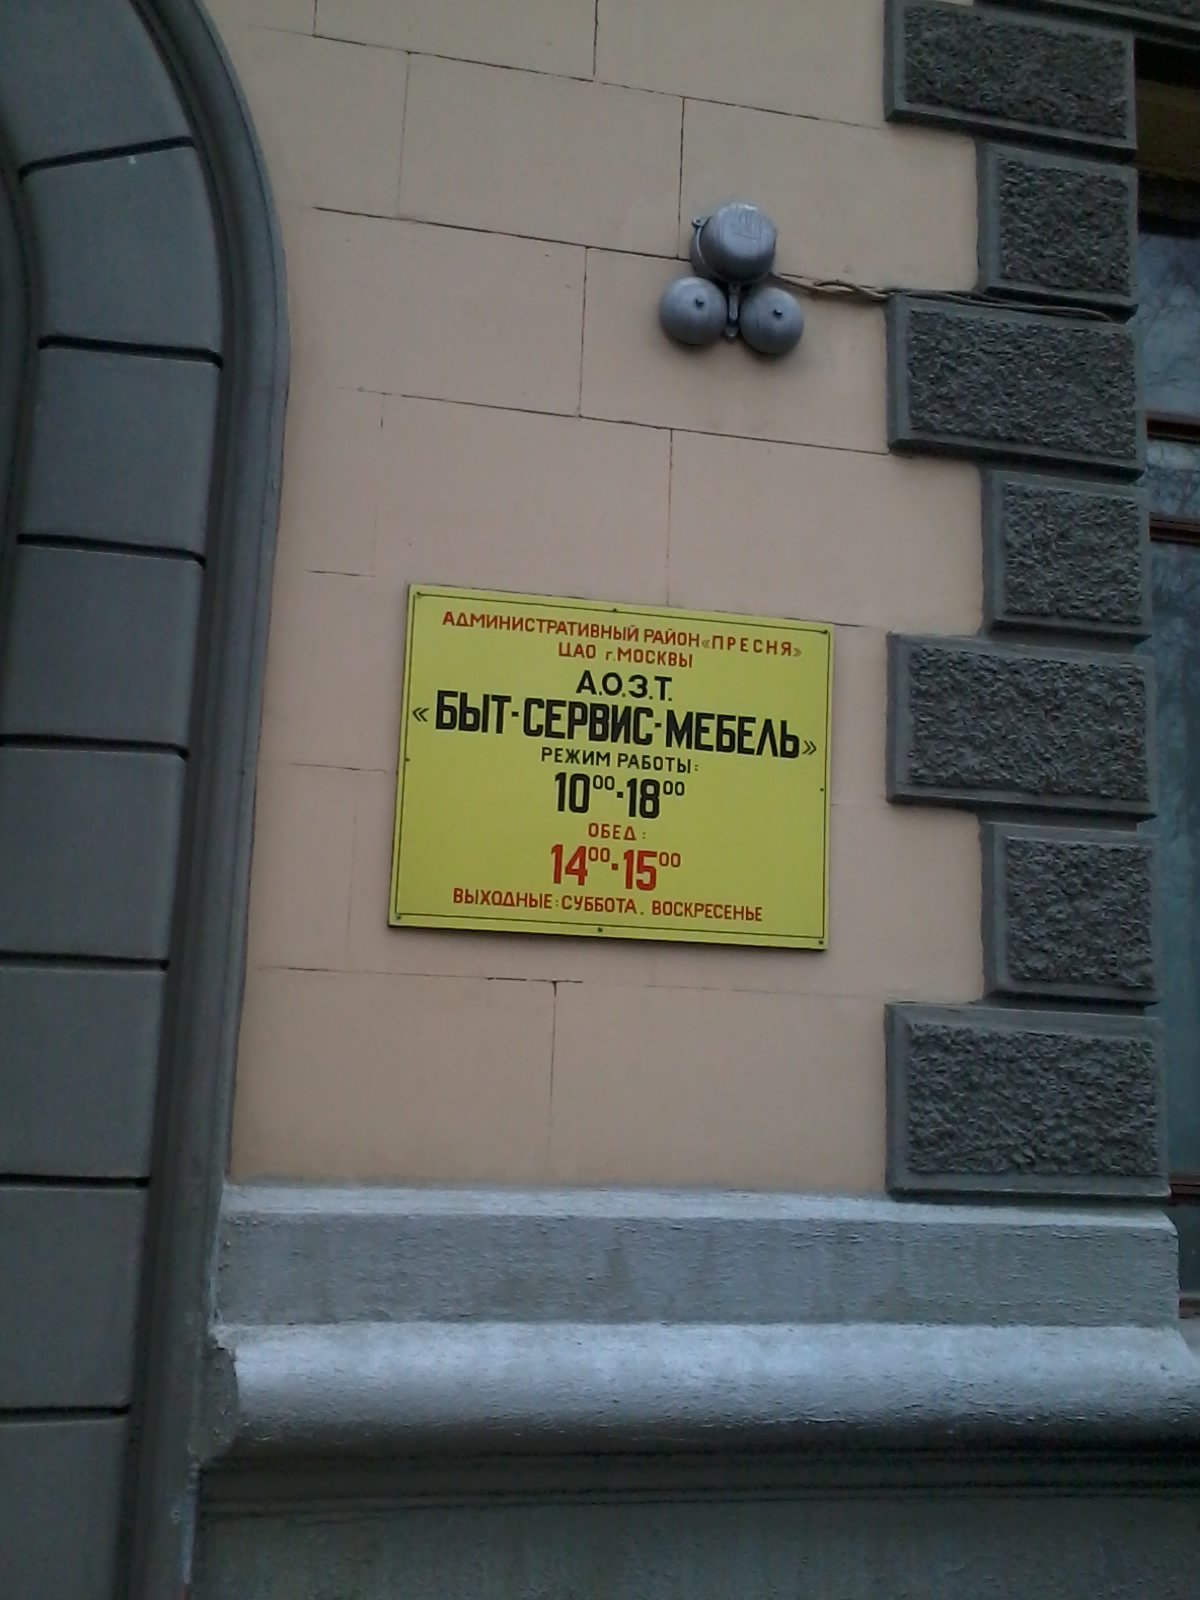 АДМИНИСТРАТИВНЫЙ РАЙОН «ПРЕСНЯ»
ЦАО г. МОСКВЫ
А.О.З.Т.
«БЫТ-СЕРВИС-МЕБЕЛЬ»
РЕЖИМ РАБОТЫ:
10⁰⁰-18⁰⁰
ОБЕД:
14⁰⁰-15⁰⁰
ВЫХОДНЫЕ: СУББОТА, ВОСКРЕСЕНЬЕ